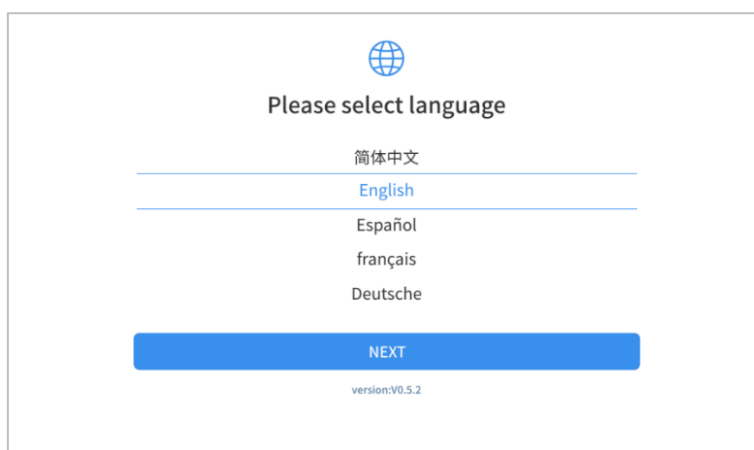 Please select language
简体中文
English
Español
français
Deutsche
NEXT
version:V0.5.2